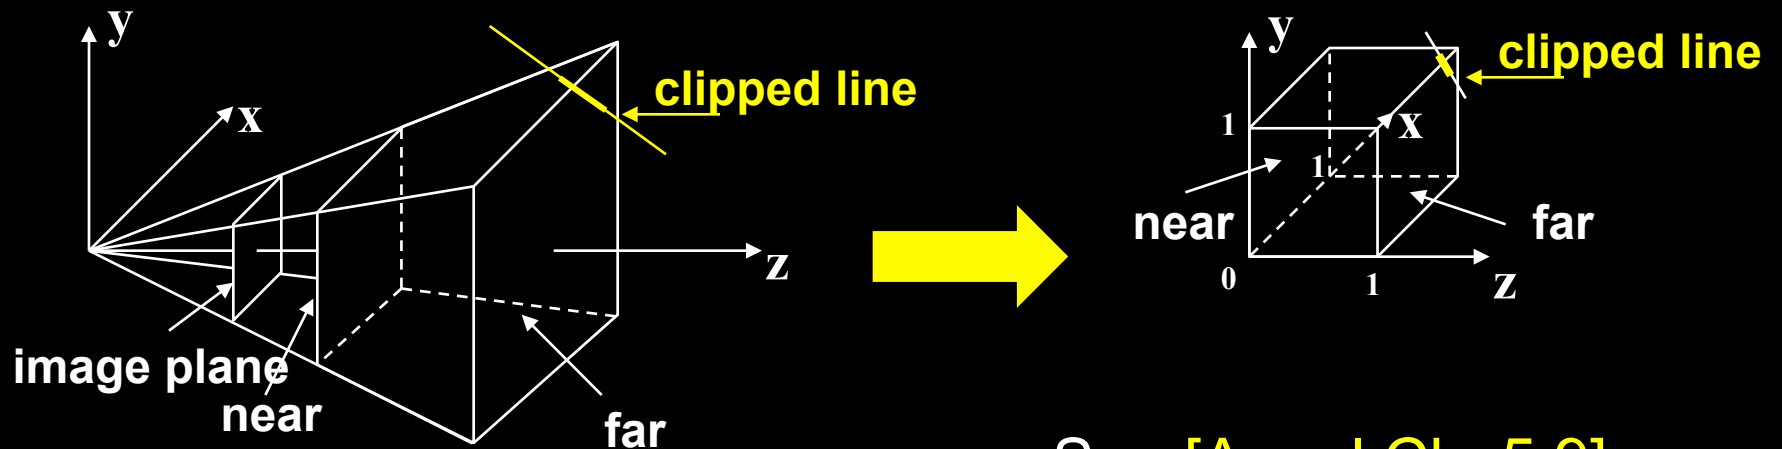 y
x
clipped line
z
image plane
near
far
y
clipped line
1
x
1
near
far
0
1
z